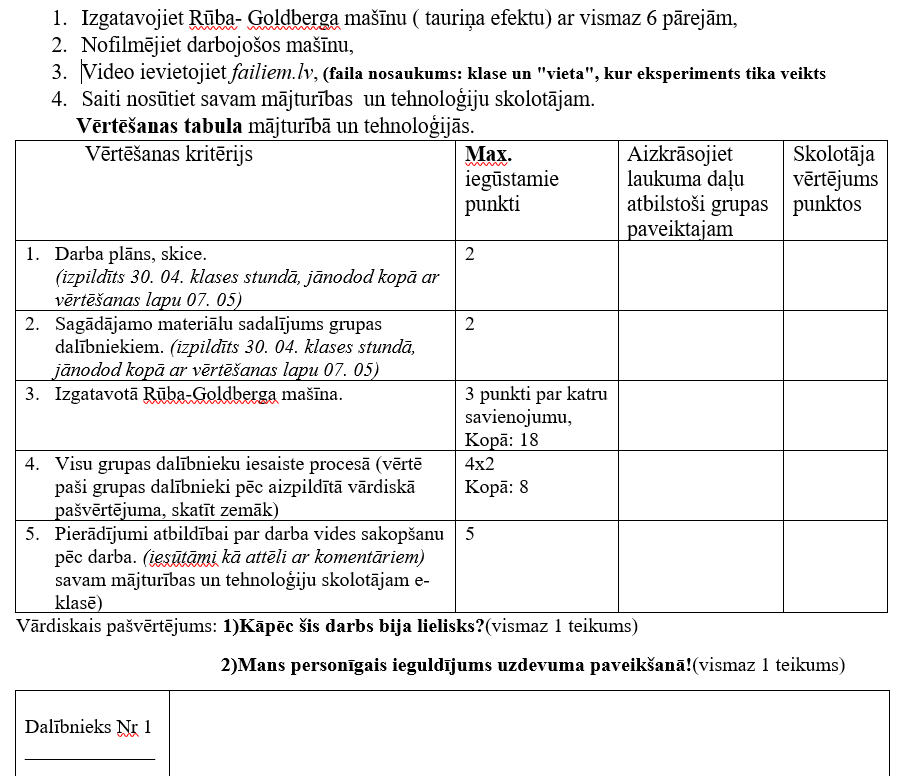 1. Izgatavojiet Rūba- Goldberga mašīnu ( tauriņa efektu) ar vismaz 6 pārejām,
2. Nofilmējiet darbojošos mašīnu,
3. Video ievietojiet failiem.lv, (faila nosaukums: klase un "vieta", kur eksperiments tika veikts
4. Saiti nosūtiet savam mājturības  un tehnoloģiju skolotājam.
Vērtēšanas tabula mājturībā un tehnoloģijās.
Vērtēšanas kritērijs
Max.
iegūstamie
punkti
Aizkrāsojiet
laukuma daļu
atbilstoši grupas
paveiktajam
Skolotāja
vērtējums
punktos
1. Darba plāns, skice.
(izpildīts 30. 04. klases stundā, jānodod kopā ar
vērtēšanas lapu 07. 05)
2
2. Sagādājamo materiālu sadalījums grupas
dalībniekiem. (izpildīts 30. 04. klases stundā,
jānodod kopā ar vērtēšanas lapu 07. 05)
2
3. Izgatavotā Rūba-Goldberga mašīna.
3 punkti par katru
savienojumu,
Kopā: 18
4. Visu grupas dalībnieku iesaiste procesā (vērtē
paši grupas dalībnieki pēc aizpildītā vārdiskā
pašvērtējuma, skatīt zemāk)
4x2
Kopā: 8
5. Pierādījumi atbildībai par darba vides sakopšanu
pēc darba. (iesūtāmi kā attēli ar komentāriem)
savam mājturības un tehnoloģiju skolotājam e-
klasē)
5
Vārdiskais pašvērtējums: 1)Kāpēc šis darbs bija lielisks?(vismaz 1 teikums)
2)Mans personīgais ieguldījums uzdevuma paveikšanā!(vismaz 1 teikums)
Dalībnieks Nr 1